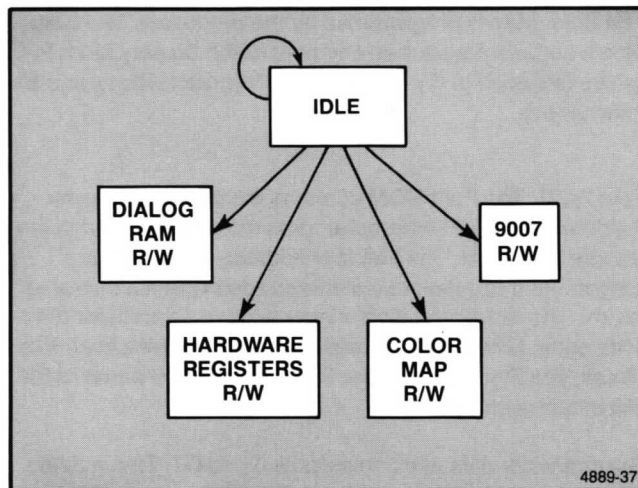 IDLE
DIALOG
RAM
R/W
9007
R/W
HARDWARE
REGISTERS
R/W
COLOR
MAP
R/W
4889-37